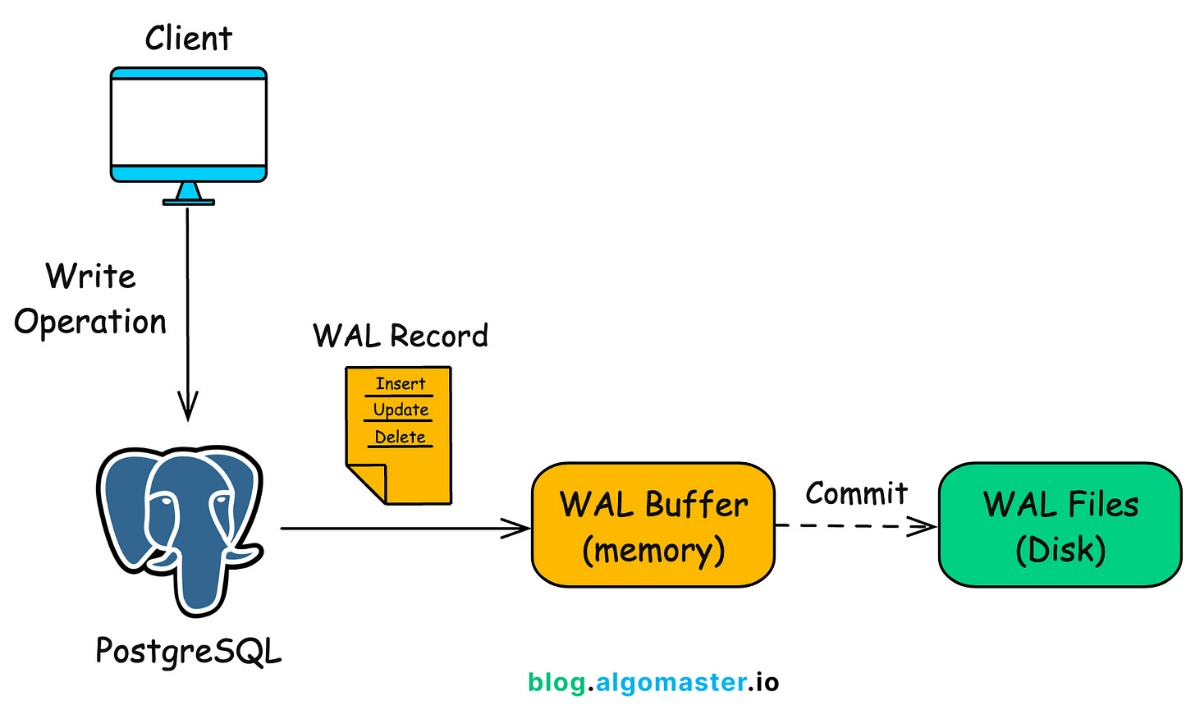 Client
Write
Operation
WAL Record
Insert
Update
Delete
WAL Buffer
(memory)
Commit
WAL Files
(Disk)
PostgreSQL
blog.algomaster.io